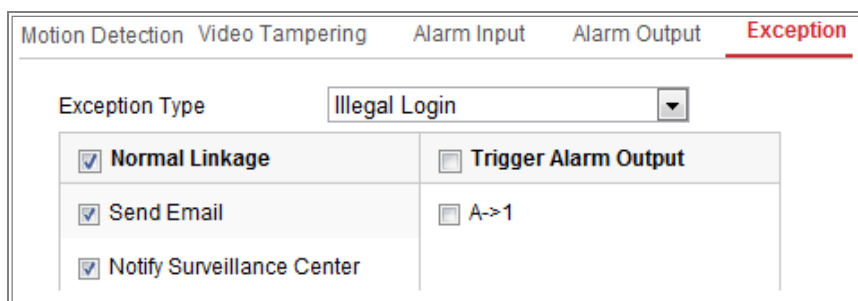 Motion Detection Video Tampering Alarm Input Alarm Output Exception
Exception Type Illegal Login
Normal Linkage Trigger Alarm Output
Send Email A->1
Notify Surveillance Center